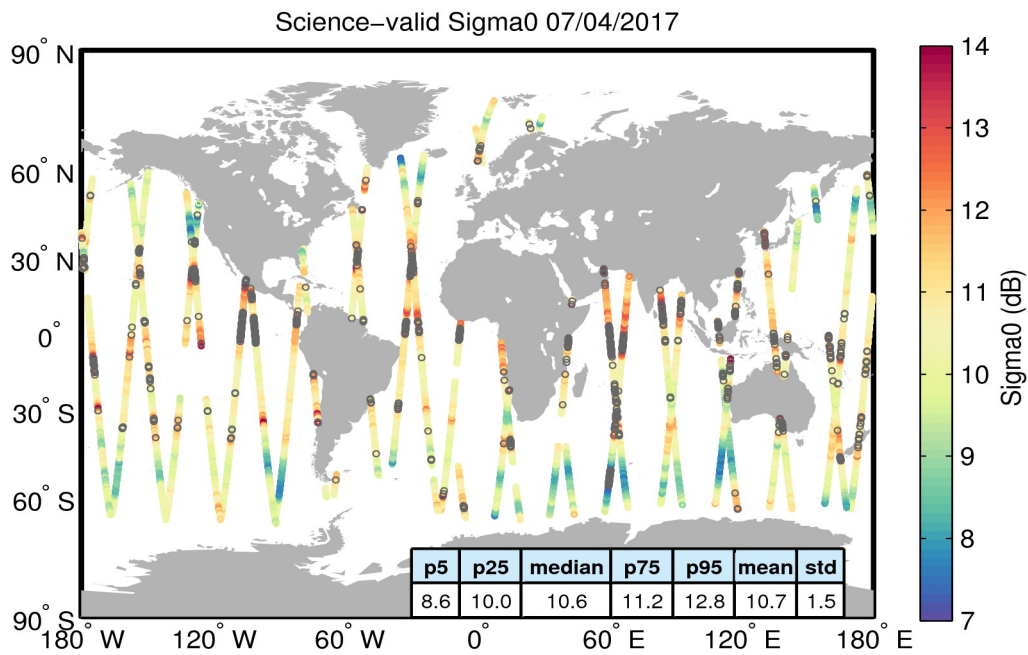 Science−valid Sigma0 07/04/2017
90° N
60° N
30° N
0°
30° S
60° S
90° S
180° W
120° W
60° W
0°
60° E
120° E
180° E
14
13
12
11
10
9
8
7
Sigma0 (dB)
p5 p25 median p75 p95 mean std
8.6 10.0 10.6 11.2 12.8 10.7 1.5